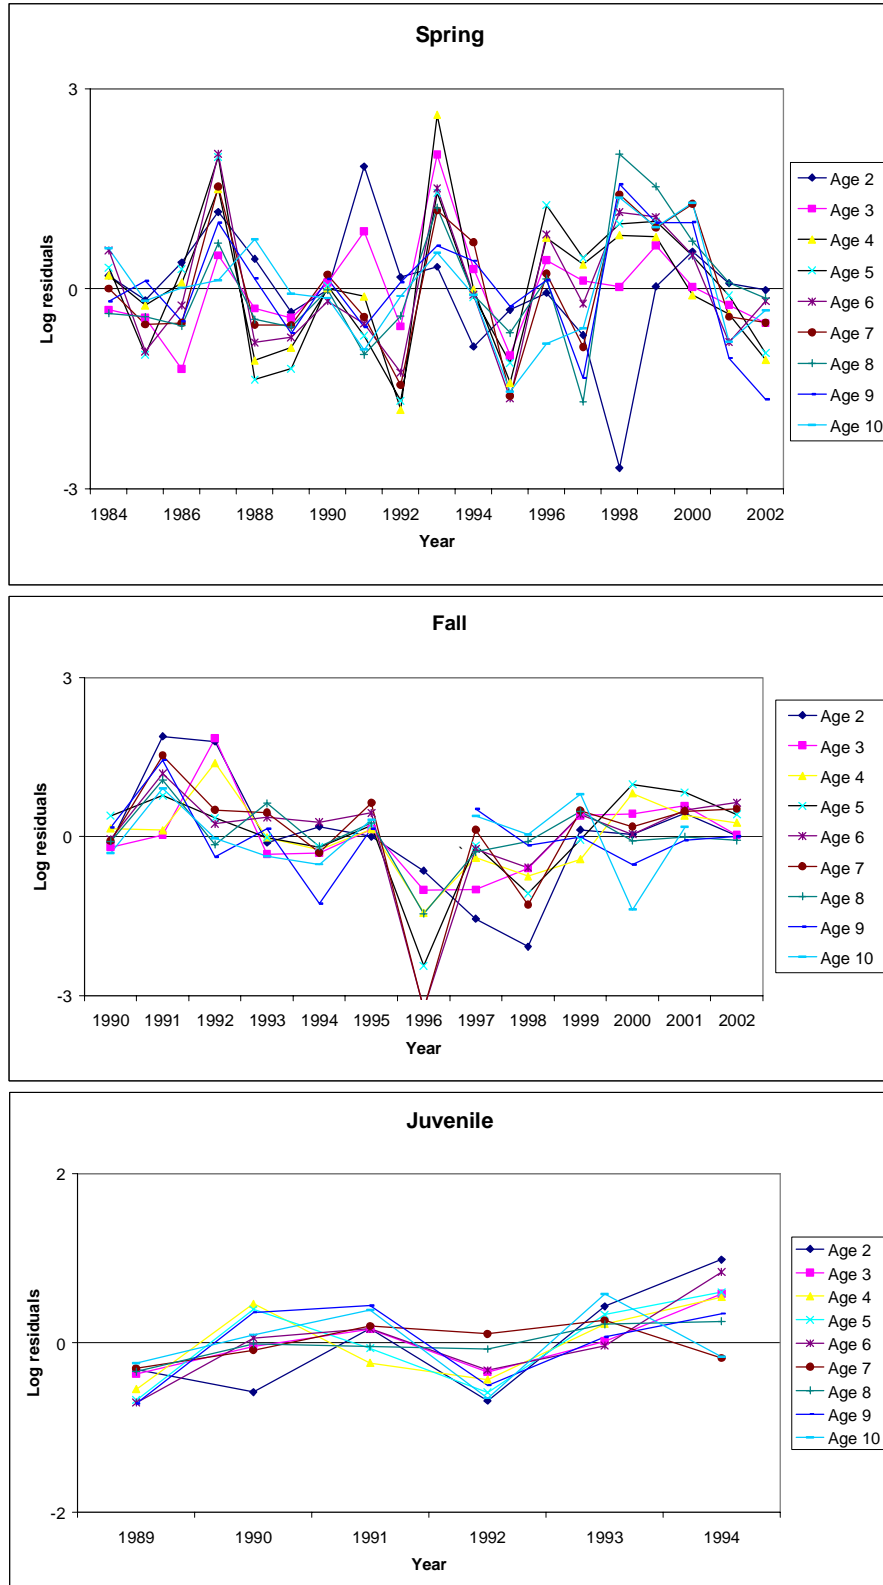 Spring
3
0
-3
Log residuals
1984 1986 1988 1990 1992 1994 1996 1998 2000 2002
Year
Age 2
Age 3
Age 4
Age 5
Age 6
Age 7
Age 8
Age 9
Age 10
Fall
3
0
-3
Log residuals
1990 1991 1992 1993 1994 1995 1996 1997 1998 1999 2000 2001 2002
Year
Age 2
Age 3
Age 4
Age 5
Age 6
Age 7
Age 8
Age 9
Age 10
Juvenile
2
0
-2
Log residuals
1989 1990 1991 1992 1993 1994
Year
Age 2
Age 3
Age 4
Age 5
Age 6
Age 7
Age 8
Age 9
Age 10